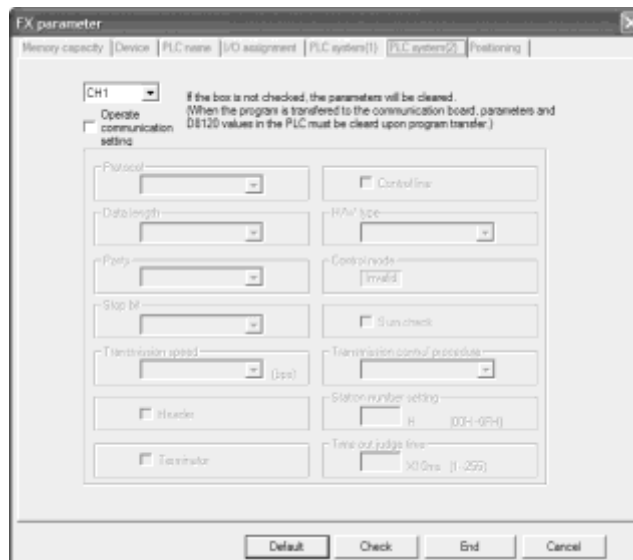 FX parameter
Memory capacity Device PLC name I/O assignment PLC system(1) PLC system(2) Positioning
CH1
If the box is not checked, the parameters will be cleared.
(When the program is transfered to the communication board, parameters and
D8120 values in the PLC must be cleard upon program transfer.)
Operate
communication
setting
Protocol
Control line
Data length
H/W type
Parity
Control mode
Invalid
Stop bit
Sum check
Transmission speed
(bps)
Transmission control procedure
Header
Station number setting
H (00H-0FH)
Terminator
Time out judge time
X10ms (1-255)
Default Check End Cancel